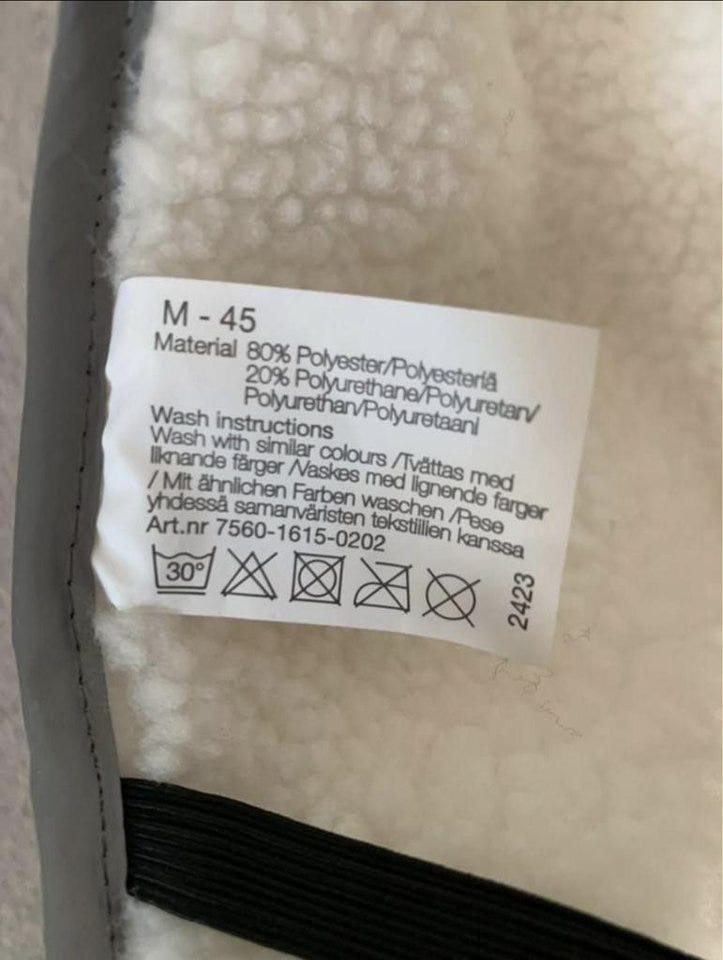 M - 45
Material 80% Polyester/Polyesteriä
20% Polyurethane/Polyuretan/
Polyurethan/Polyuretaani
Wash instructions
Wash with similar colours /Tvättas med
liknande färger /Vaskes med lignende farger
/ Mit ähnlichen Farben waschen /Pese
yhdessä samanväristen tekstiilien kanssa
Art.nr 7560-1615-0202
30°
2423